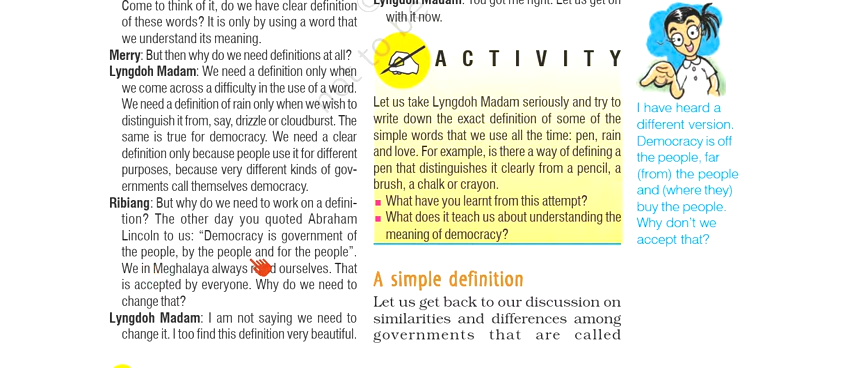 Come to think of it, do we have clear definition
of these words? It is only by using a word that
we understand its meaning.
Merry: But then why do we need definitions at all?
Lyngdoh Madam: We need a definition only when
we come across a difficulty in the use of a word.
We need a definition of rain only when we wish to
distinguish it from, say, drizzle or cloudburst. The
same is true for democracy. We need a clear
definition only because people use it for different
purposes, because very different kinds of gov-
ernments call themselves democracy.
Ribiang: But why do we need to work on a defini-
tion? The other day you quoted Abraham
Lincoln to us: “Democracy is government of
the people, by the people and for the people”.
We in Meghalaya always ourselves. That
is accepted by everyone. Why do we need to
change that?
Lyngdoh Madam: I am not saying we need to
change it. I too find this definition very beautiful.
Lyngdoh Madam: You got me right. Let us get on
with it now.
ACTIVITY
Let us take Lyngdoh Madam seriously and try to
write down the exact definition of some of the
simple words that we use all the time: pen, rain
and love. For example, is there a way of defining a
pen that distinguishes it clearly from a pencil, a
brush, a chalk or crayon.
What have you learnt from this attempt?
What does it teach us about understanding the
meaning of democracy?
A simple definition
Let us get back to our discussion on
similarities and differences among
governments that are called
I have heard a
different version.
Democracy is off
the people, far
(from) the people
and (where they)
buy the people.
Why don’t we
accept that?